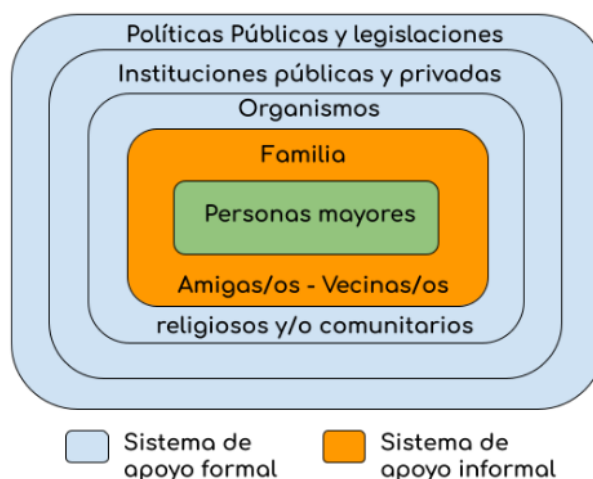 Políticas Públicas y legislaciones
Instituciones públicas y privadas
Organismos
Familia
Personas mayores
Amigas/os - Vecinas/os
religiosos y/o comunitarios
Sistema de
apoyo formal
Sistema de
apoyo informal